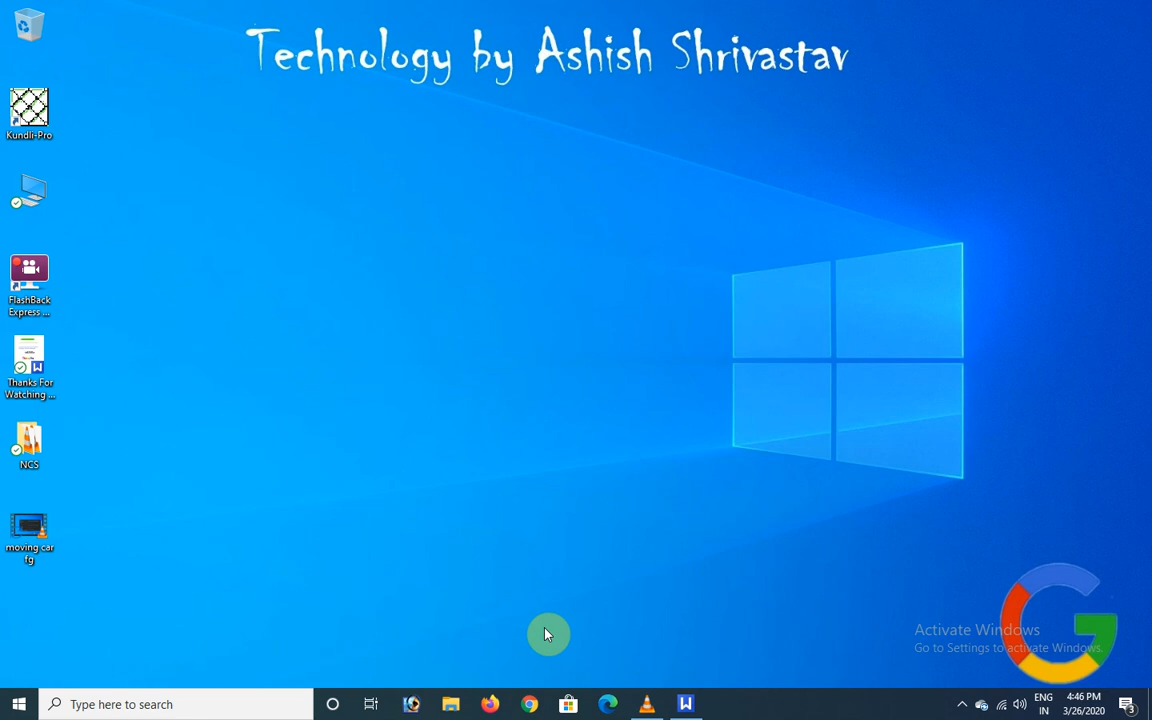 Technology by Ashish Shrivastav
Kundli-Pro
FlashBack
Express ...
Thanks For
Watching ...
NCS
moving car
fg
Activate Windows
Go to Settings to activate Windows.
Type here to search
ENG
IN
4:46 PM
3/26/2020
3